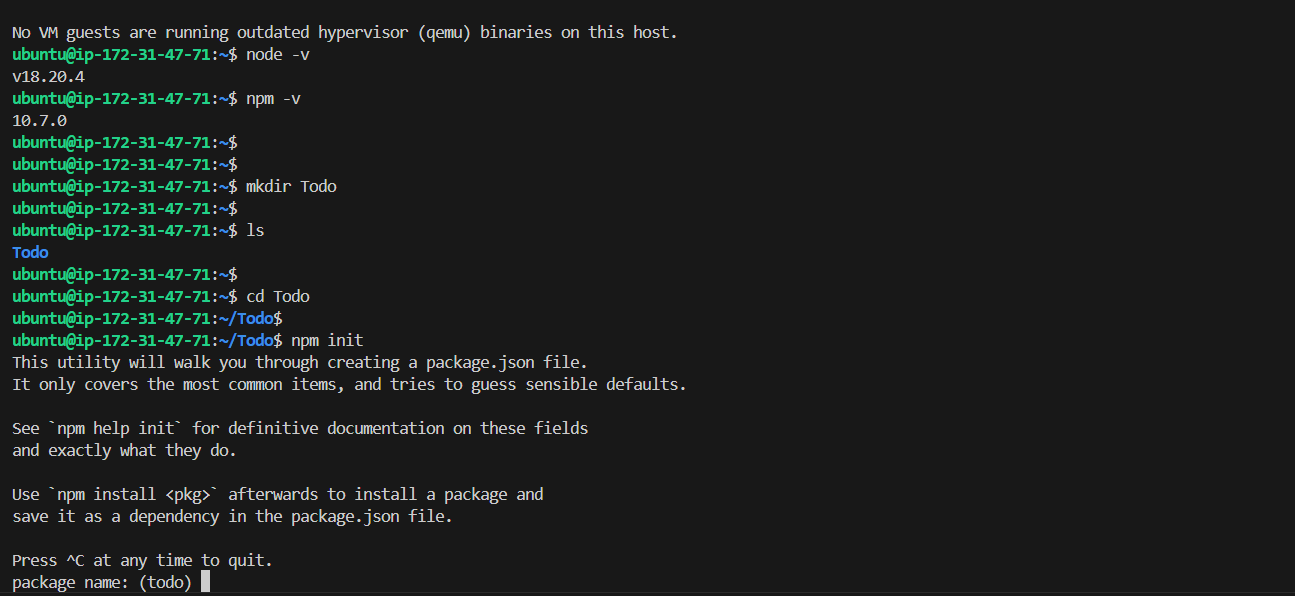 No VM guests are running outdated hypervisor (qemu) binaries on this host.
ubuntu@ip-172-31-47-71:~$ node -v
v18.20.4
ubuntu@ip-172-31-47-71:~$ npm -v
10.7.0
ubuntu@ip-172-31-47-71:~$
ubuntu@ip-172-31-47-71:~$
ubuntu@ip-172-31-47-71:~$ mkdir Todo
ubuntu@ip-172-31-47-71:~$
ubuntu@ip-172-31-47-71:~$ ls
Todo
ubuntu@ip-172-31-47-71:~$
ubuntu@ip-172-31-47-71:~$ cd Todo
ubuntu@ip-172-31-47-71:~/Todo$
ubuntu@ip-172-31-47-71:~/Todo$ npm init
This utility will walk you through creating a package.json file.
It only covers the most common items, and tries to guess sensible defaults.

See `npm help init` for definitive documentation on these fields
and exactly what they do.

Use `npm install <pkg>` afterwards to install a package and
save it as a dependency in the package.json file.

Press ^C at any time to quit.
package name: (todo)